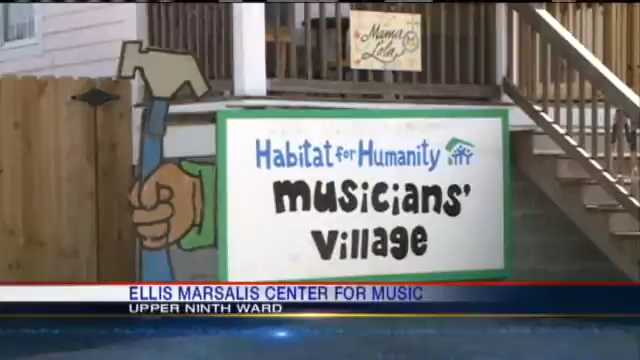 Mama
Lola
Habitat for Humanity
musicians'
village
ELLIS MARSALIS CENTER FOR MUSIC
UPPER NINTH WARD